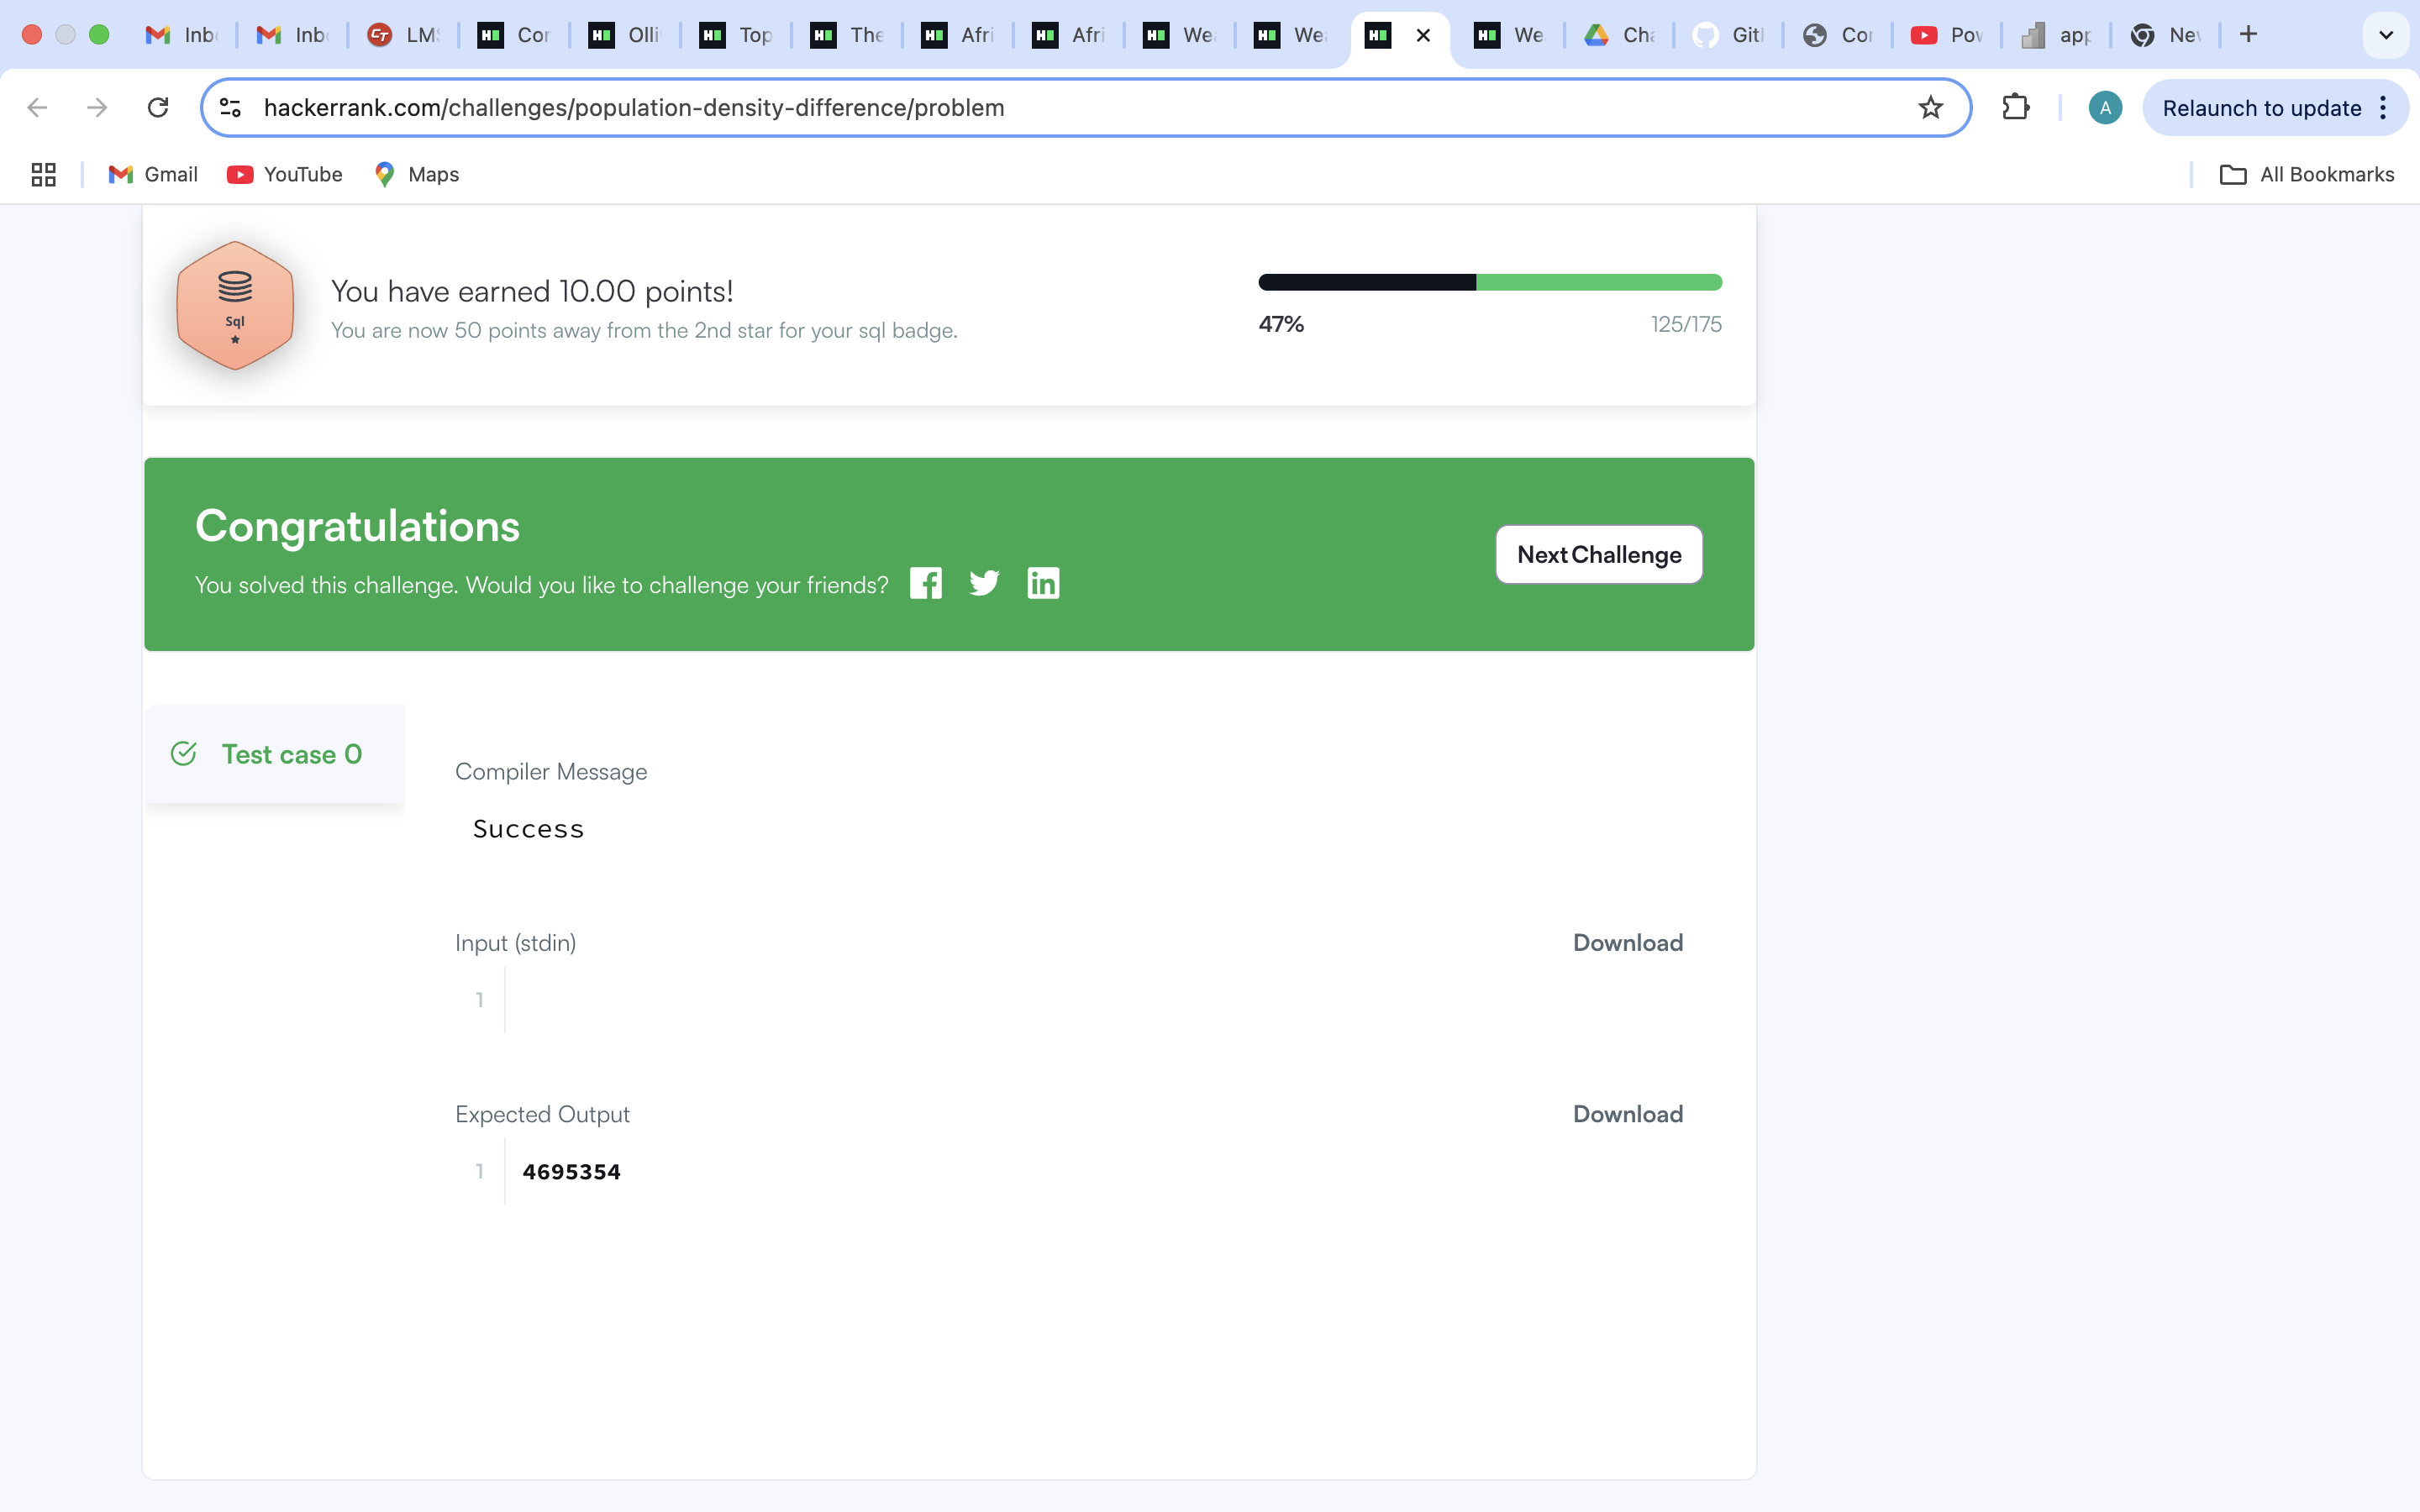 Inb
Inb
LM
Cor
Olli
Top
The
Afri
Afri
We
We
We
Ch
Git
Cor
Pov
app
Ne
hackerrank.com/challenges/population-density-difference/problem
A
Relaunch to update
Gmail
YouTube
Maps
All Bookmarks
Sql
You have earned 10.00 points!
You are now 50 points away from the 2nd star for your sql badge.
47%
125/175
Congratulations
You solved this challenge. Would you like to challenge your friends?
Next Challenge
Test case 0
Compiler Message
Success
Input (stdin)
Download
1
Expected Output
Download
1
4695354